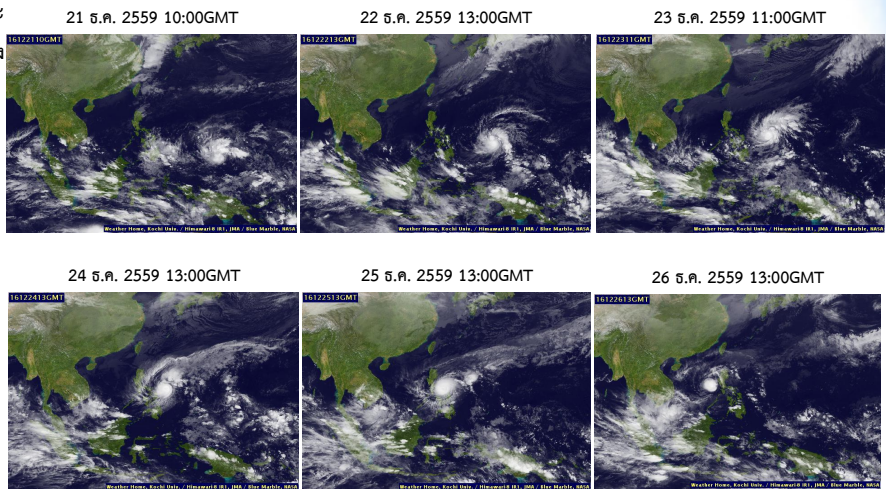 ะ
ง
21 ธ.ค. 2559 10:00GMT
22 ธ.ค. 2559 13:00GMT
23 ธ.ค. 2559 11:00GMT
16122110GMT
16122213GMT
16122311GMT
Weather Home, Kochi Univ. / Himawari-8 IR1, JMA / Blue Marble, NASA
Weather Home, Kochi Univ. / Himawari-8 IR1, JMA / Blue Marble, NASA
Weather Home, Kochi Univ. / Himawari-8 IR1, JMA / Blue Marble, NASA
24 ธ.ค. 2559 13:00GMT
25 ธ.ค. 2559 13:00GMT
26 ธ.ค. 2559 13:00GMT
16122413GMT
16122513GMT
16122613GMT
Weather Home, Kochi Univ. / Himawari-8 IR1, JMA / Blue Marble, NASA
Weather Home, Kochi Univ. / Himawari-8 IR1, JMA / Blue Marble, NASA
Weather Home, Kochi Univ. / Himawari-8 IR1, JMA / Blue Marble, NASA